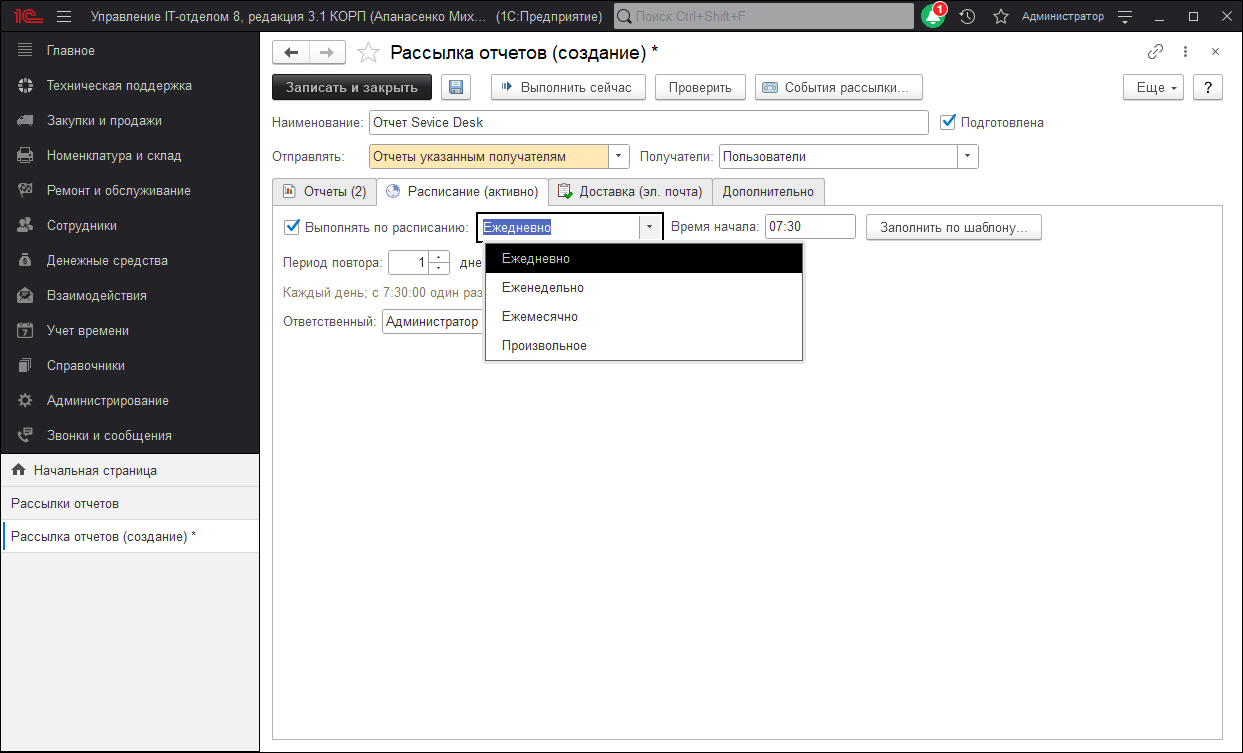 1С Управление IT-отделом 8, редакция 3.1 КОРП (Апанасенко Мих... (1С:Предприятие) Поиск Ctrl+Shift+F 1 Администратор
Главное
Техническая поддержка
Закупки и продажи
Номенклатура и склад
Ремонт и обслуживание
Сотрудники
Денежные средства
Взаимодействия
Учет времени
Справочники
Администрирование
Звонки и сообщения
Начальная страница
Рассылки отчетов
Рассылка отчетов (создание) *
Рассылка отчетов (создание) *
Записать и закрыть Выполнить сейчас Проверить События рассылки... Еще ?
Наименование: Отчет Sevice Desk Подготовлена
Отправлять: Отчеты указанным получателям Получатели: Пользователи
Отчеты (2) Расписание (активно) Доставка (эл. почта) Дополнительно
Выполнять по расписанию: Ежедневно Время начала: 07:30 Заполнить по шаблону...
Период повтора: 1 дне
Каждый день; с 7:30:00 один раз
Ответственный: Администратор
Ежедневно
Еженедельно
Ежемесячно
Произвольное